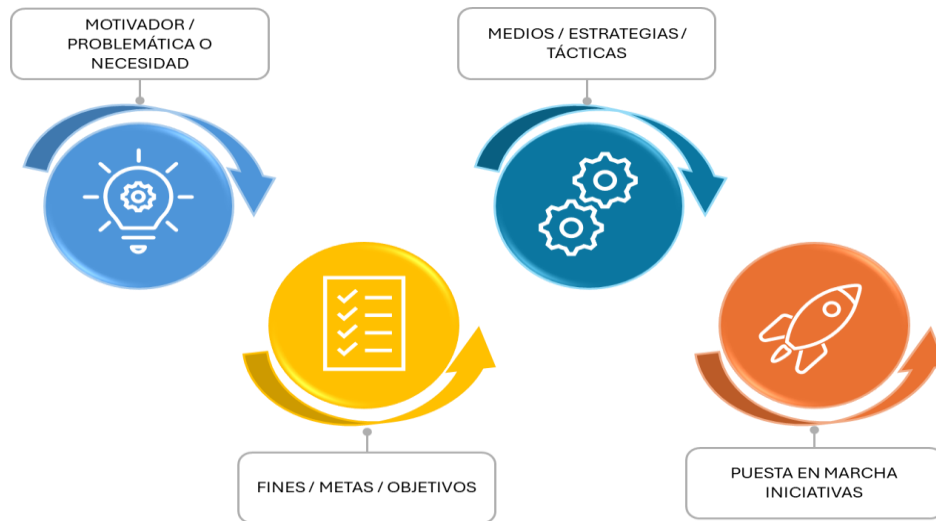 MOTIVADOR /
PROBLEMÁTICA O
NECESIDAD
MEDIOS / ESTRATEGIAS /
TÁCTICAS
FINES / METAS / OBJETIVOS
PUESTA EN MARCHA
INICIATIVAS